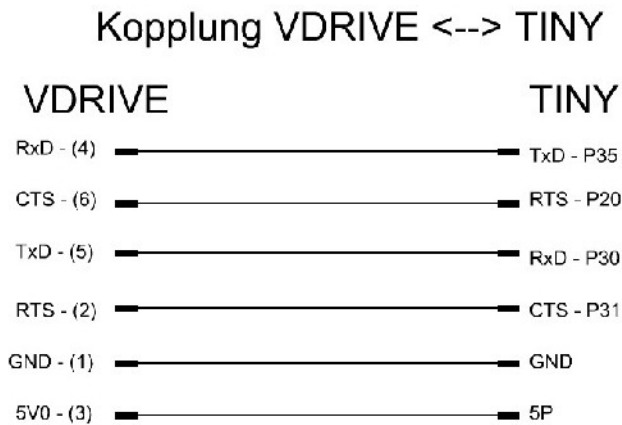 Kopplung VDRIVE <--> TINY
VDRIVE TINY
RxD - (4) TxD - P35
CTS - (6) RTS - P20
TxD - (5) RxD - P30
RTS - (2) CTS - P31
GND - (1) GND
5V0 - (3) 5P